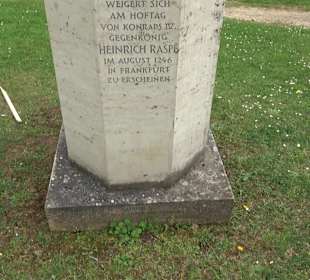 WEIGERT SICH
AM HOFTAG
VON KONRADS IV.
GEGENKÖNIG
HEINRICH RASPE
IM AUGUST 1246
IN FRANKFURT
ZU ERSCHEINEN